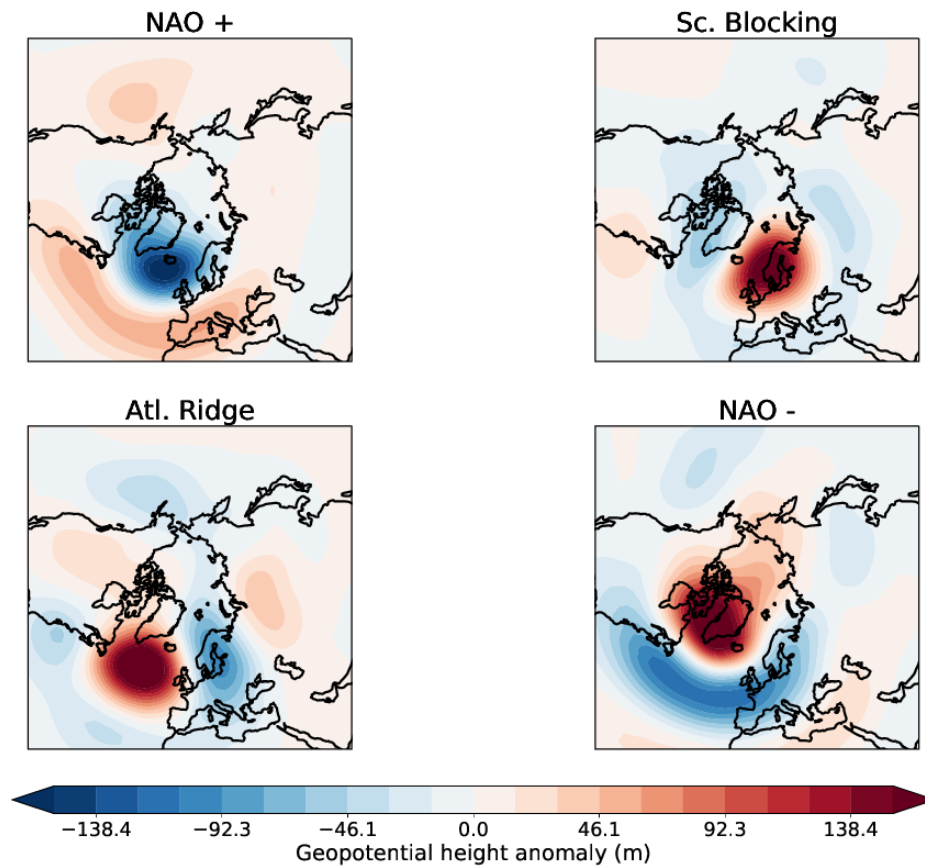 NAO +
Sc. Blocking
Atl. Ridge
NAO -
−138.4 −92.3 −46.1 0.0 46.1 92.3 138.4
Geopotential height anomaly (m)